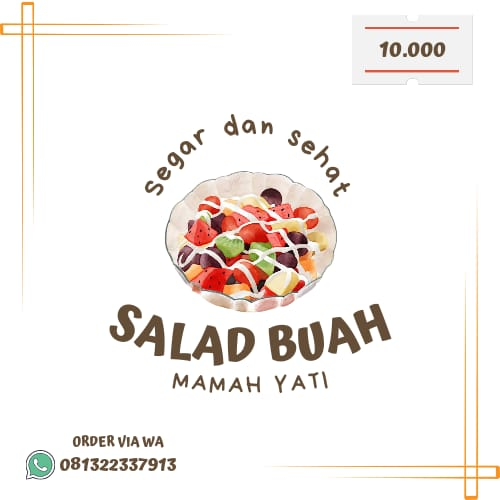 10.000
Segar dan sehat
SALAD BUAH
MAMAH YATI
ORDER VIA WA
081322337913